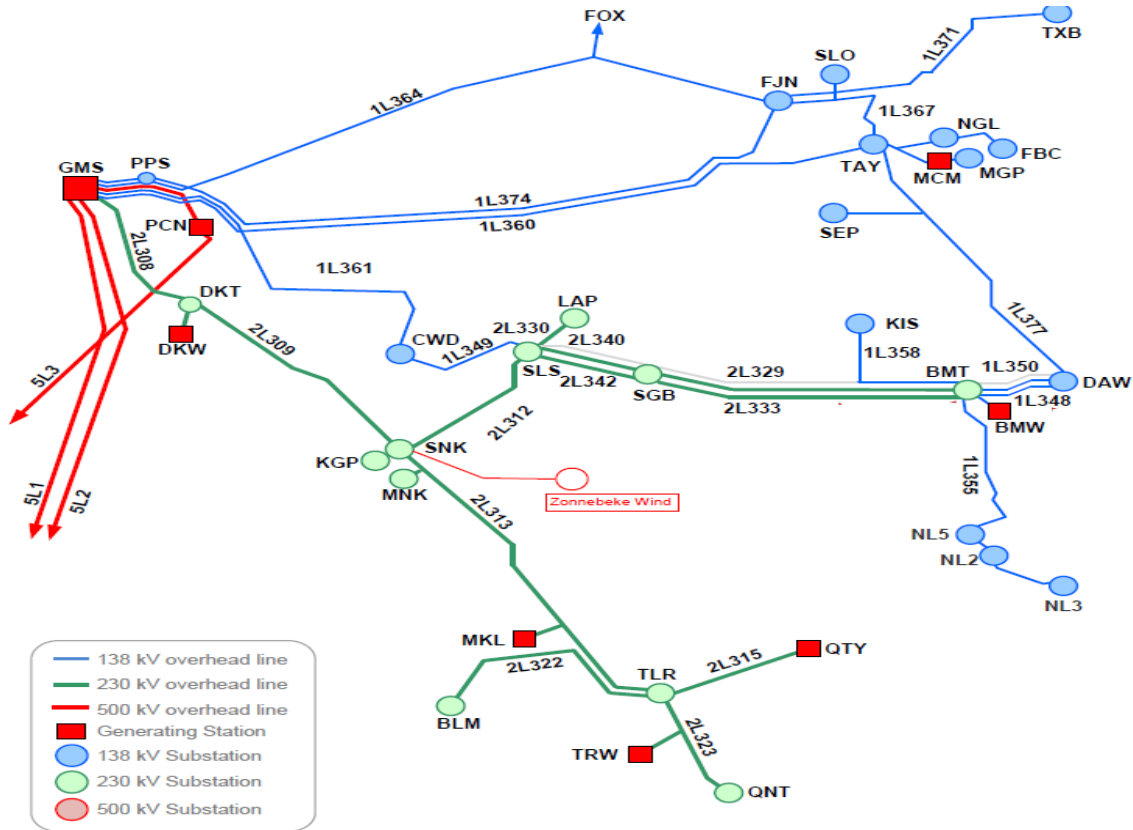 FOX
TXB
1L371
SLO
FJN
1L364
1L367
NGL
FBC
PPS
GMS
TAY
MCM
MGP
1L374
1L360
PCN
SEP
2L308
1L361
DKT
LAP
DKW
2L309
2L330
2L340
KIS
CWD
1L349
SLS
1L358
1L377
5L3
2L342
SGB
2L329
2L333
BMT
1L350
DAW
1L348
BMW
2L312
SNK
KGP
MNK
Zonnebeke Wind
1L355
5L1
5L2
2L313
NL5
NL2
NL3
MKL
2L322
TLR
2L315
QTY
BLM
2L323
TRW
QNT
138 kV overhead line
230 kV overhead line
500 kV overhead line
Generating Station
138 kV Substation
230 kV Substation
500 kV Substation